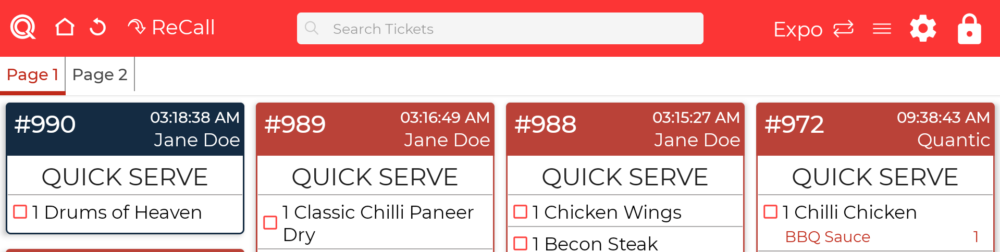 ReCall
Search Tickets
Expo
Page 1
Page 2
#990
03:18:38 AM
Jane Doe
QUICK SERVE
1 Drums of Heaven
#989
03:16:49 AM
Jane Doe
QUICK SERVE
1 Classic Chilli Paneer
Dry
#988
03:15:27 AM
Jane Doe
QUICK SERVE
1 Chicken Wings
1 Becon Steak
#972
09:38:43 AM
Quantic
QUICK SERVE
1 Chilli Chicken
BBQ Sauce 1